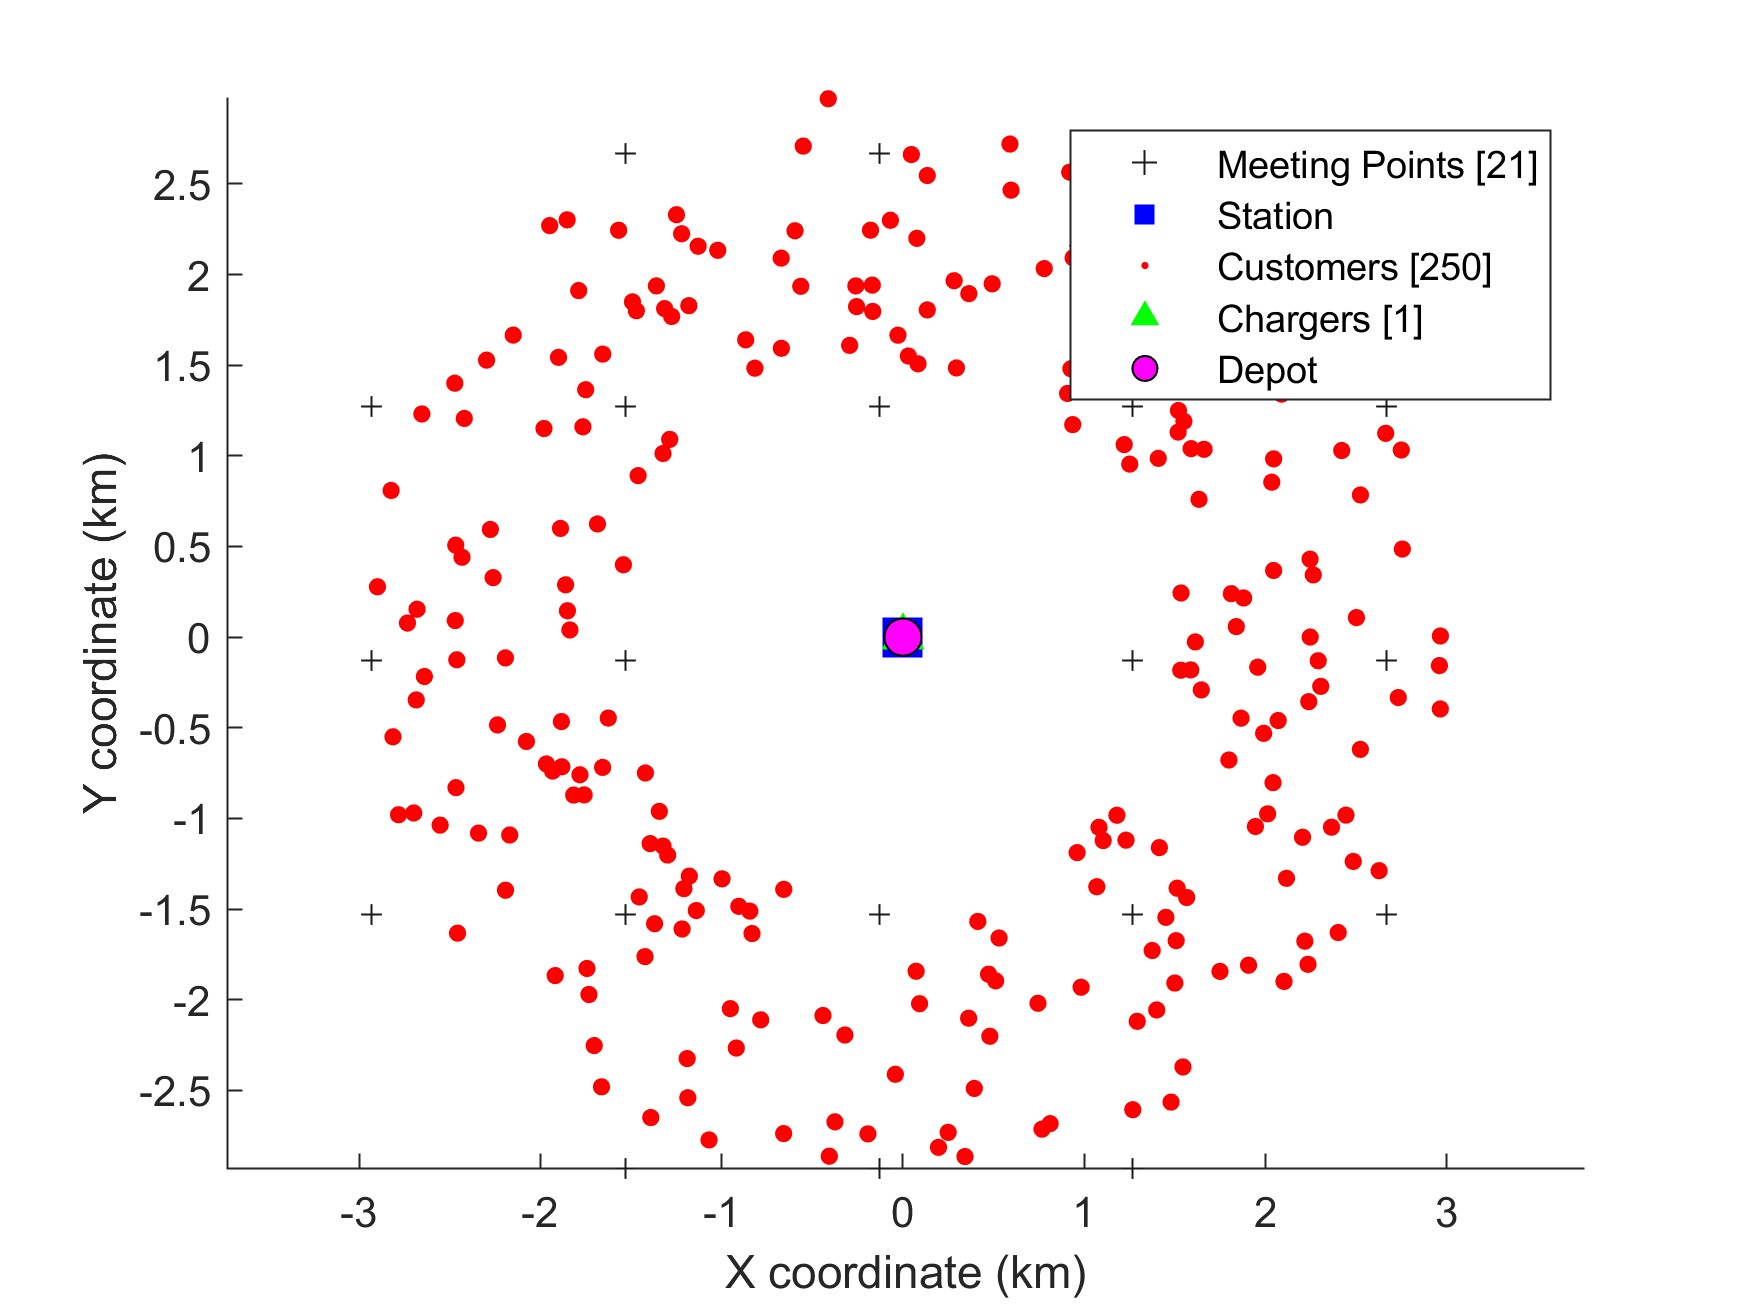 Meeting Points [21]
Station
Customers [250]
Chargers [1]
Depot
Y coordinate (km)
2.5
2
1.5
1
0.5
0
-0.5
-1
-1.5
-2
-2.5
-3 -2 -1 0 1 2 3
X coordinate (km)